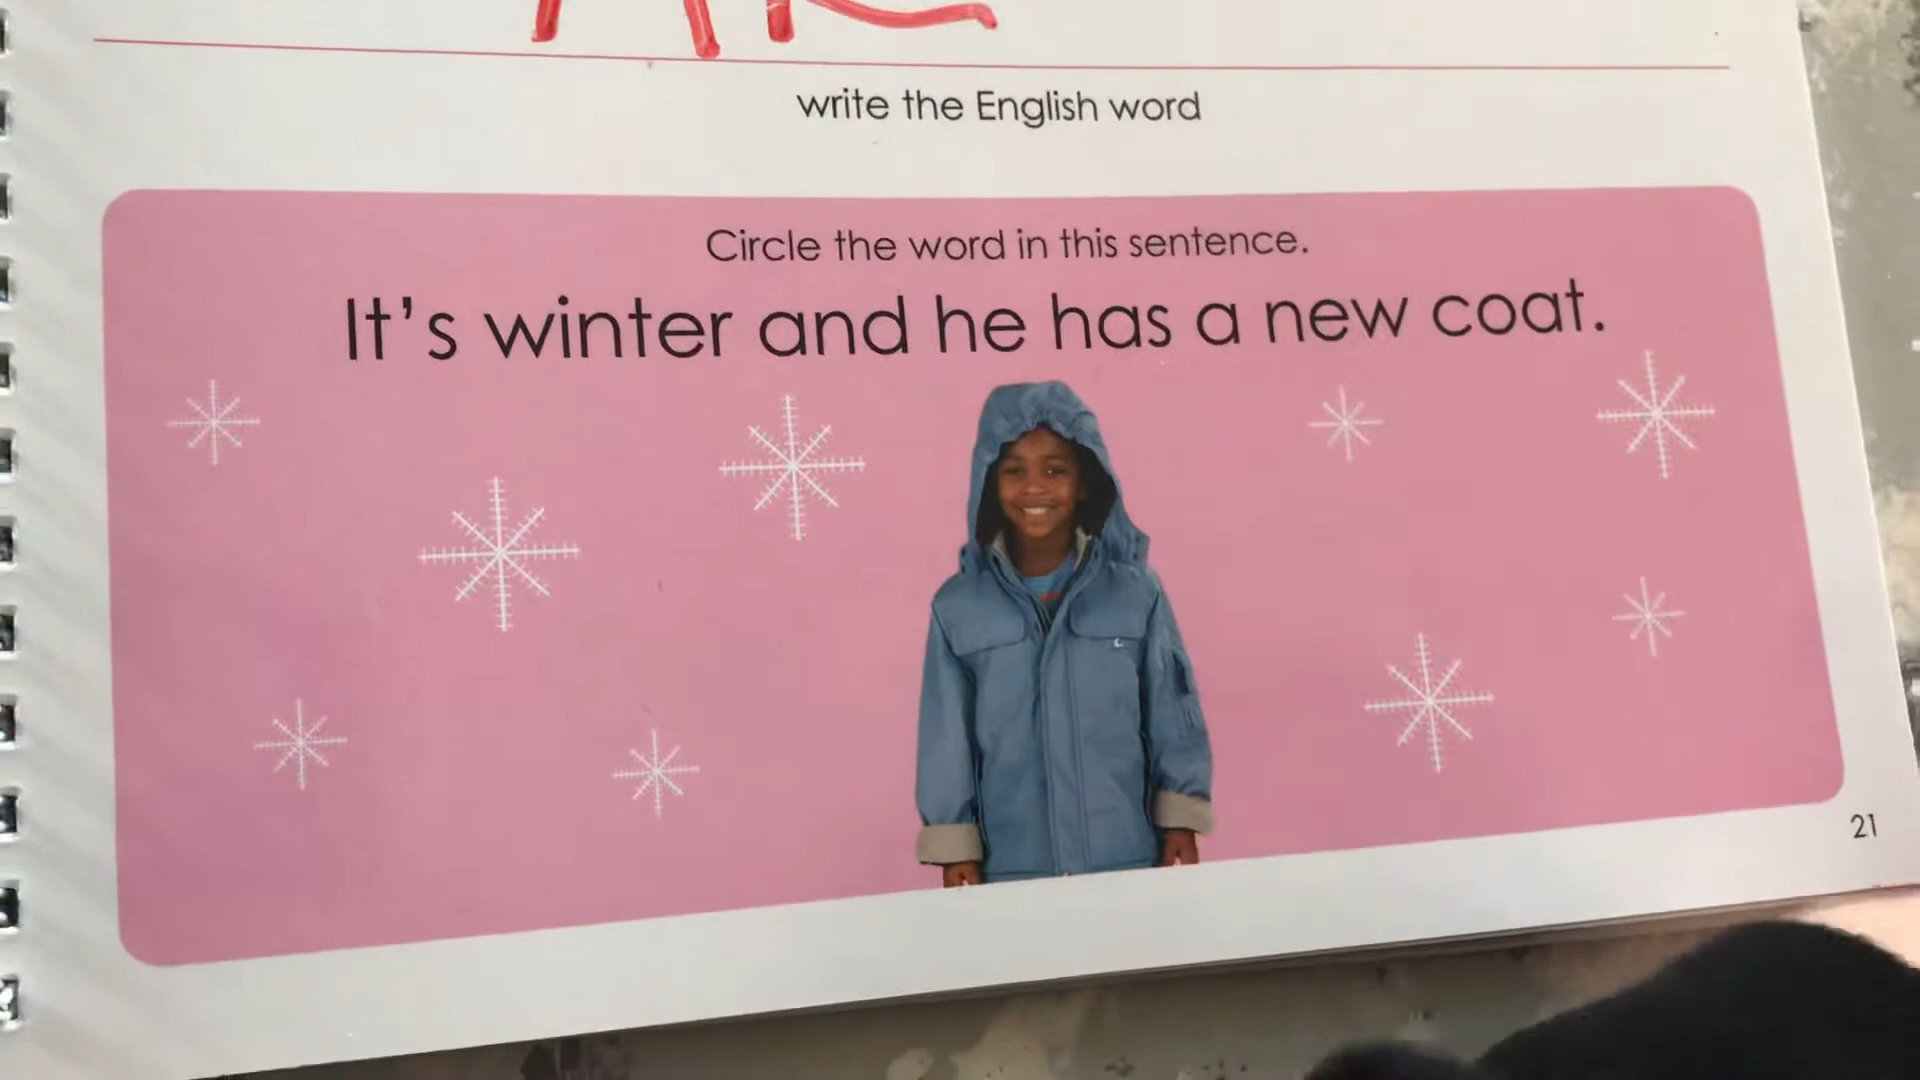 write the English word
Circle the word in this sentence.
It's winter and he has a new coat.
21